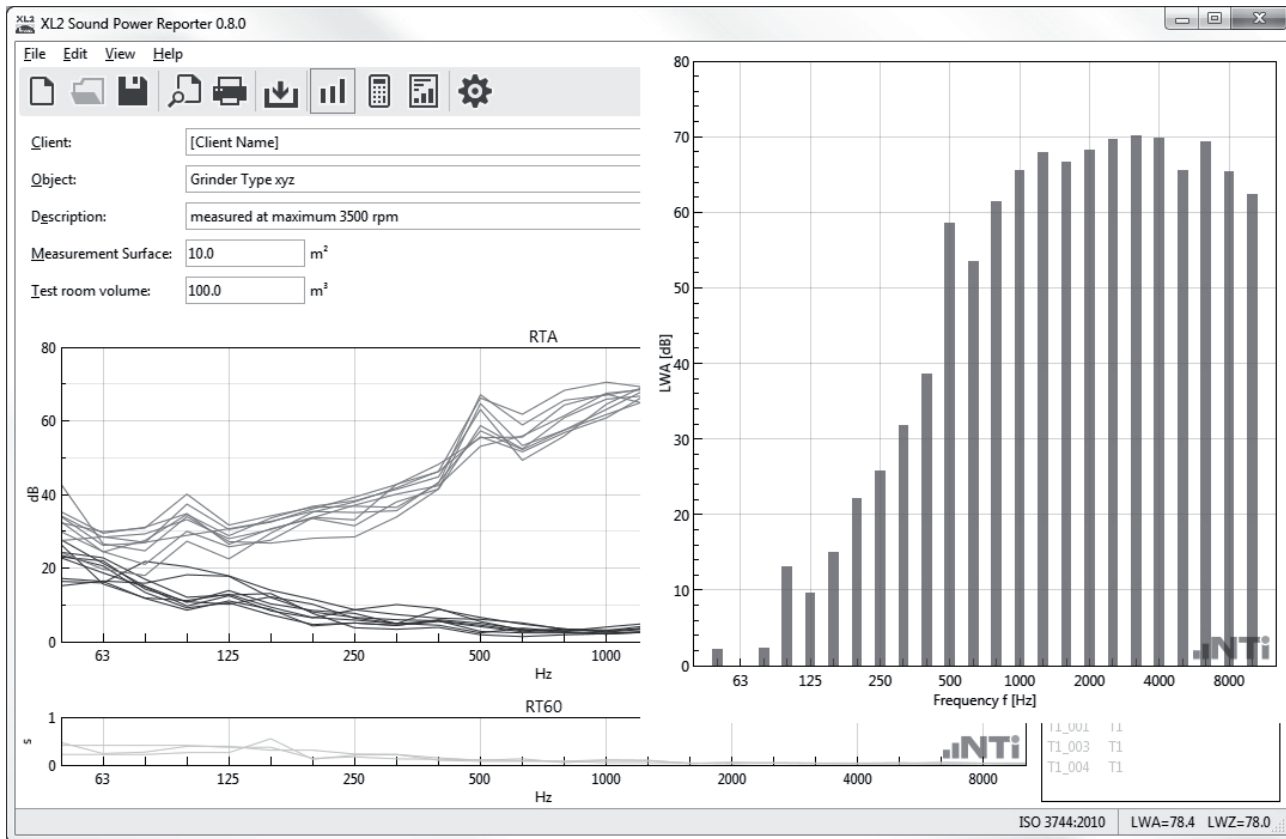 XL2 Sound Power Reporter 0.8.0
File Edit View Help
Client: [Client Name]
Object: Grinder Type xyz
Description: measured at maximum 3500 rpm
Measurement Surface: 10.0 m²
Test room volume: 100.0 m³
RTA
80
60
40
20
0
dB
63 125 250 500 1000
Hz
RT60
1
0
s
63 125 250 500 1000 2000 4000 8000
Hz
NTi
80
70
60
50
40
30
20
10
0
LWA [dB]
NTi
63 125 250 500 1000 2000 4000 8000
Frequency f [Hz]
T1_001 T1
T1_003 T1
T1_004 T1
ISO 3744:2010 LWA=78.4 LWZ=78.0